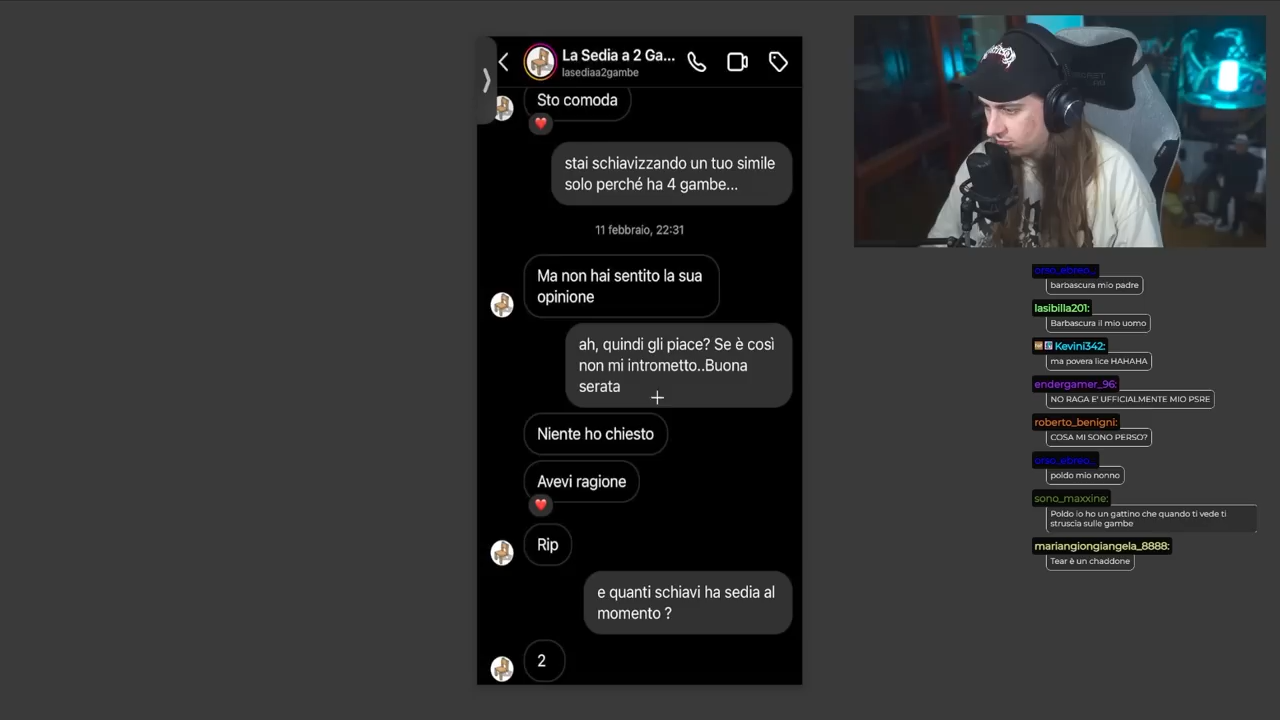 La Sedia a 2 Ga...
lasediaa2gambe
Sto comoda
stai schiavizzando un tuo simile
solo perché ha 4 gambe...
11 febbraio, 22:31
Ma non hai sentito la sua
opinione
ah, quindi gli piace? Se è così
non mi intrometto..Buona
serata
Niente ho chiesto
Avevi ragione
Rip
e quanti schiavi ha sedia al
momento ?
2
orso_ebreo_:
barbascura mio padre
lasibilla201:
Barbascura il mio uomo
Kevini342:
ma povera lice HAHAHA
endergamer_96:
NO RAGA E' UFFICIALMENTE MIO PSRE
roberto_benigni:
COSA MI SONO PERSO?
orso_ebreo_:
poldo mio nonno
sono_maxxine:
Poldo io ho un gattino che quando ti vede ti
struscia sulle gambe
mariangiongiangela_8888:
Tear è un chaddone